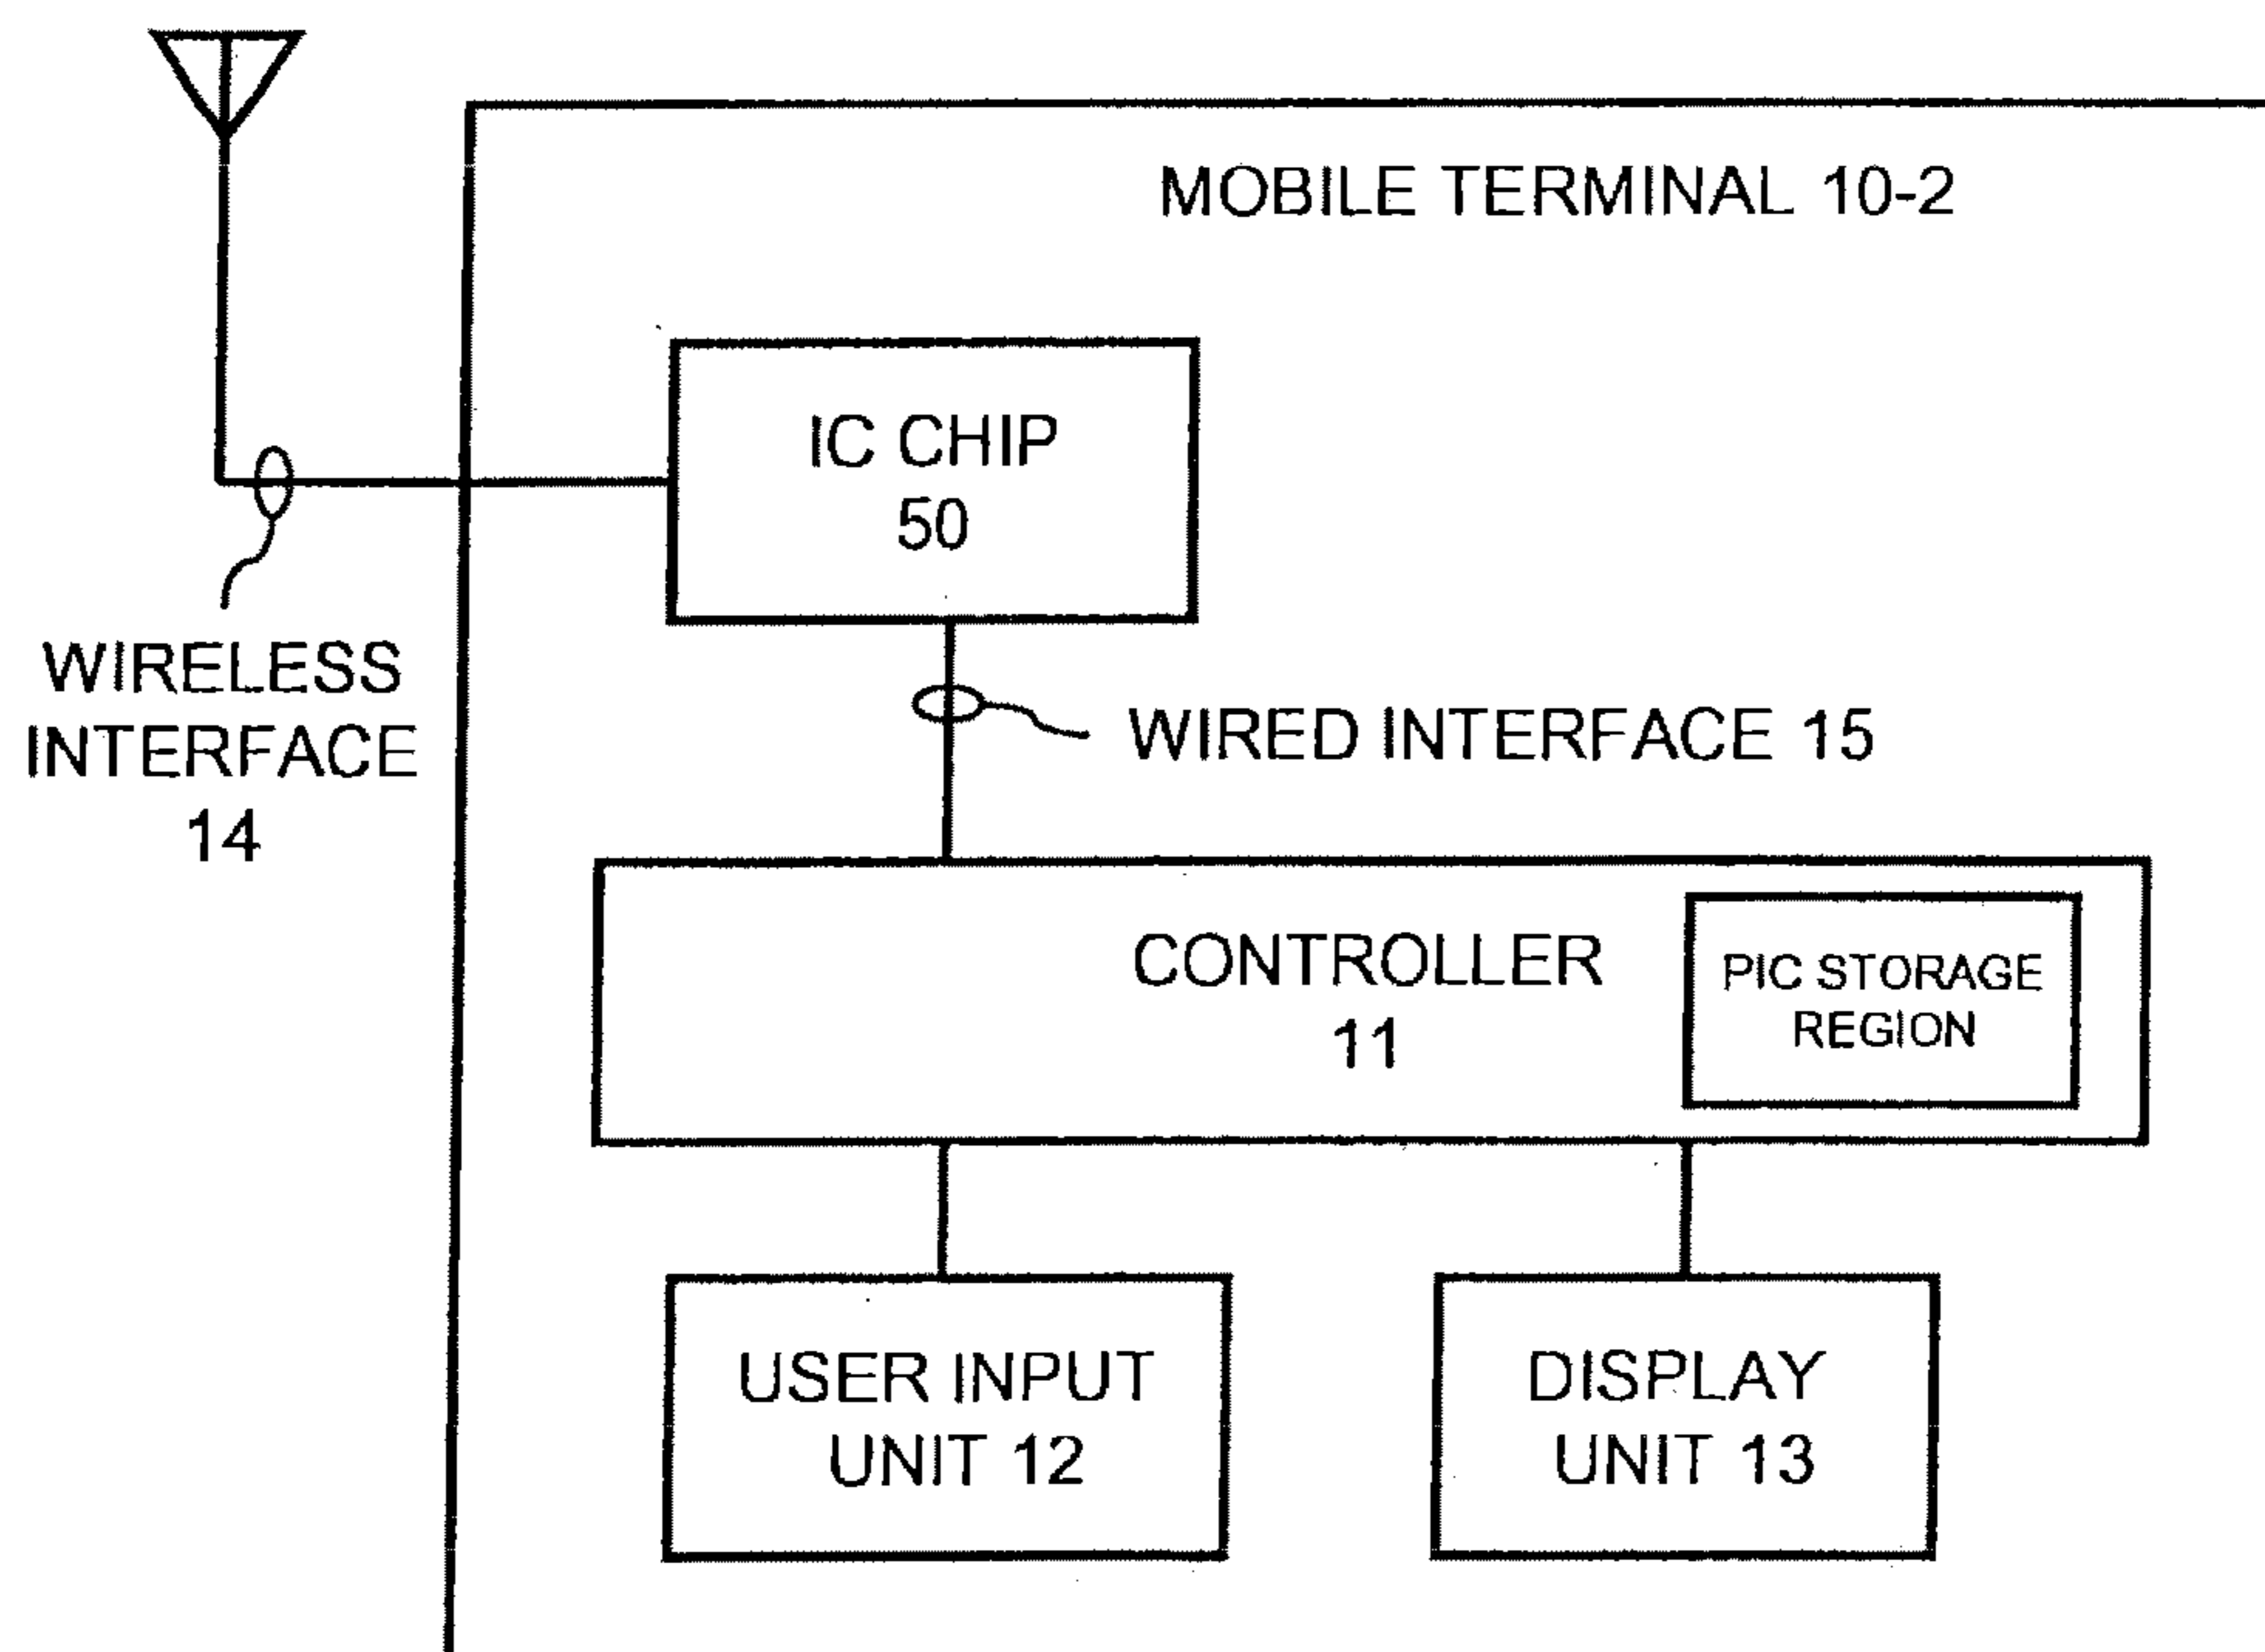 MOBILE TERMINAL 10-2
IC CHIP
50
WIRELESS
INTERFACE
14
WIRED INTERFACE 15
CONTROLLER
11
PIC STORAGE
REGION
USER INPUT
UNIT 12
DISPLAY
UNIT 13